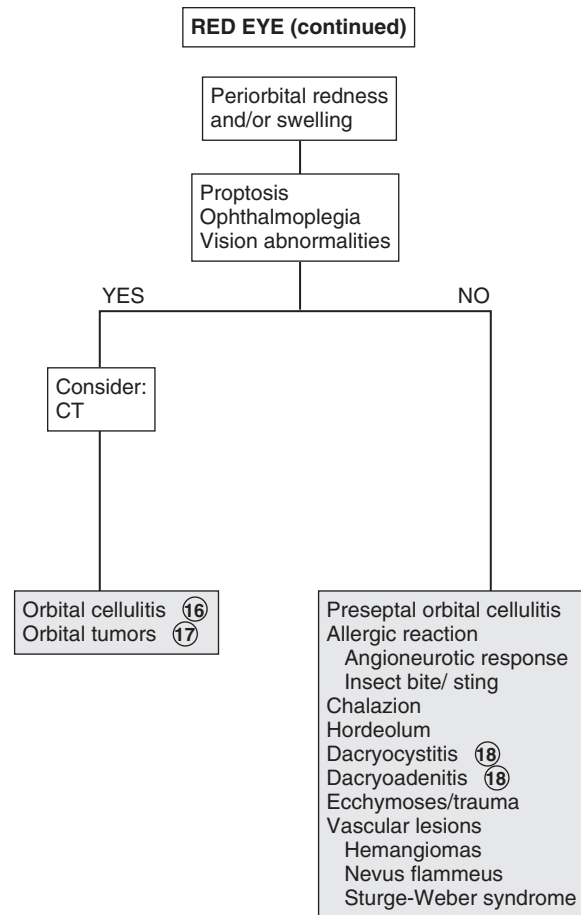 RED EYE (continued)
Periorbital redness
and/or swelling
Proptosis
Ophthalmoplegia
Vision abnormalities
YES
NO
Consider:
CT
Orbital cellulitis 16
Orbital tumors 17
Preseptal orbital cellulitis
Allergic reaction
Angioneurotic response
Insect bite/ sting
Chalazion
Hordeolum
Dacryocystitis 18
Dacryoadenitis 18
Ecchymoses/trauma
Vascular lesions
Hemangiomas
Nevus flammeus
Sturge-Weber syndrome